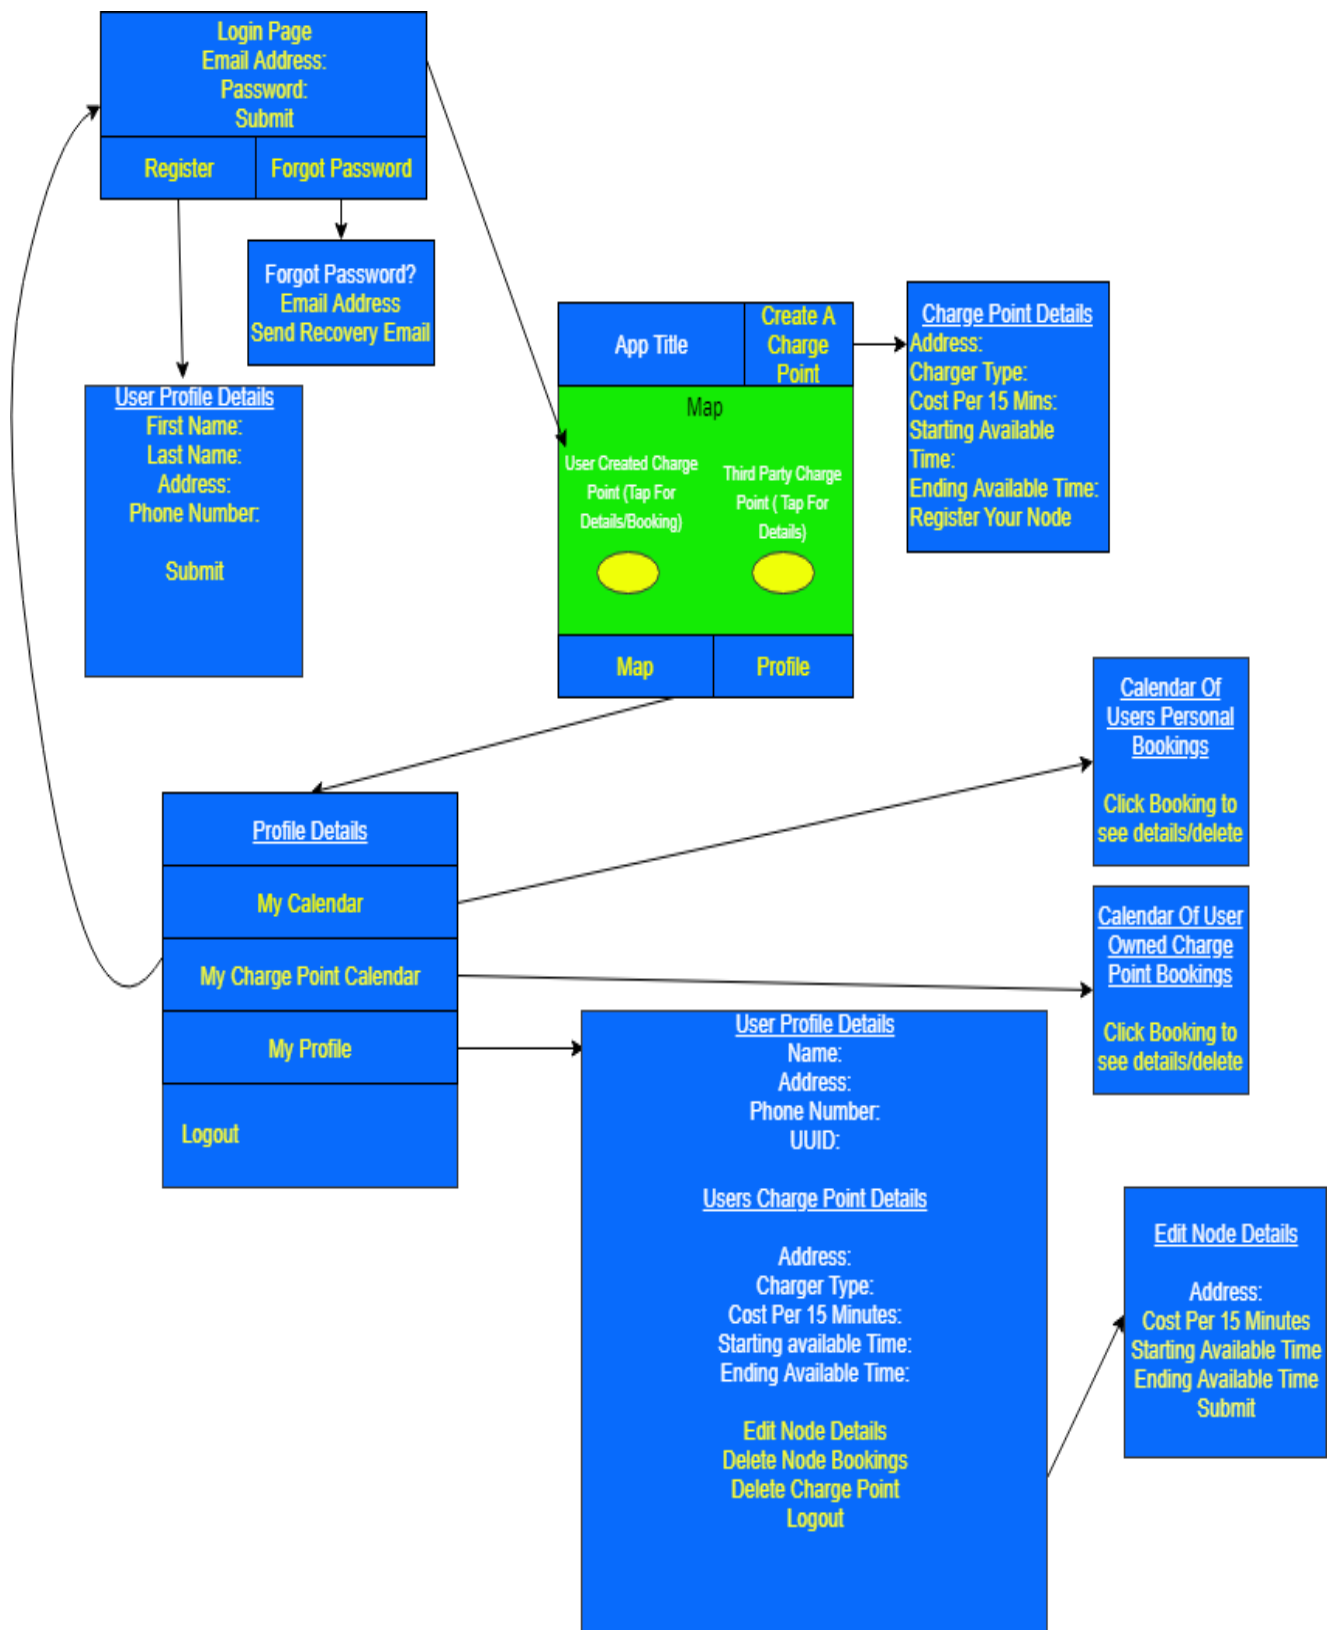 Login Page
Email Address:
Password:
Submit
Register
Forgot Password
Forgot Password?
Email Address
Send Recovery Email
User Profile Details
First Name:
Last Name:
Address:
Phone Number:
Submit
App Title
Create A
Charge
Point
Map
User Created Charge
Point (Tap For
Details/Booking)
Third Party Charge
Point ( Tap For
Details)
Map
Profile
Charge Point Details
Address:
Charger Type:
Cost Per 15 Mins:
Starting Available
Time:
Ending Available Time:
Register Your Node
Profile Details
My Calendar
My Charge Point Calendar
My Profile
Logout
Calendar Of
Users Personal
Bookings
Click Booking to
see details/delete
Calendar Of User
Owned Charge
Point Bookings
Click Booking to
see details/delete
User Profile Details
Name:
Address:
Phone Number:
UUID:
Users Charge Point Details
Address:
Charger Type:
Cost Per 15 Minutes:
Starting available Time:
Ending Available Time:
Edit Node Details
Delete Node Bookings
Delete Charge Point
Logout
Edit Node Details
Address:
Cost Per 15 Minutes
Starting Available Time
Ending Available Time
Submit